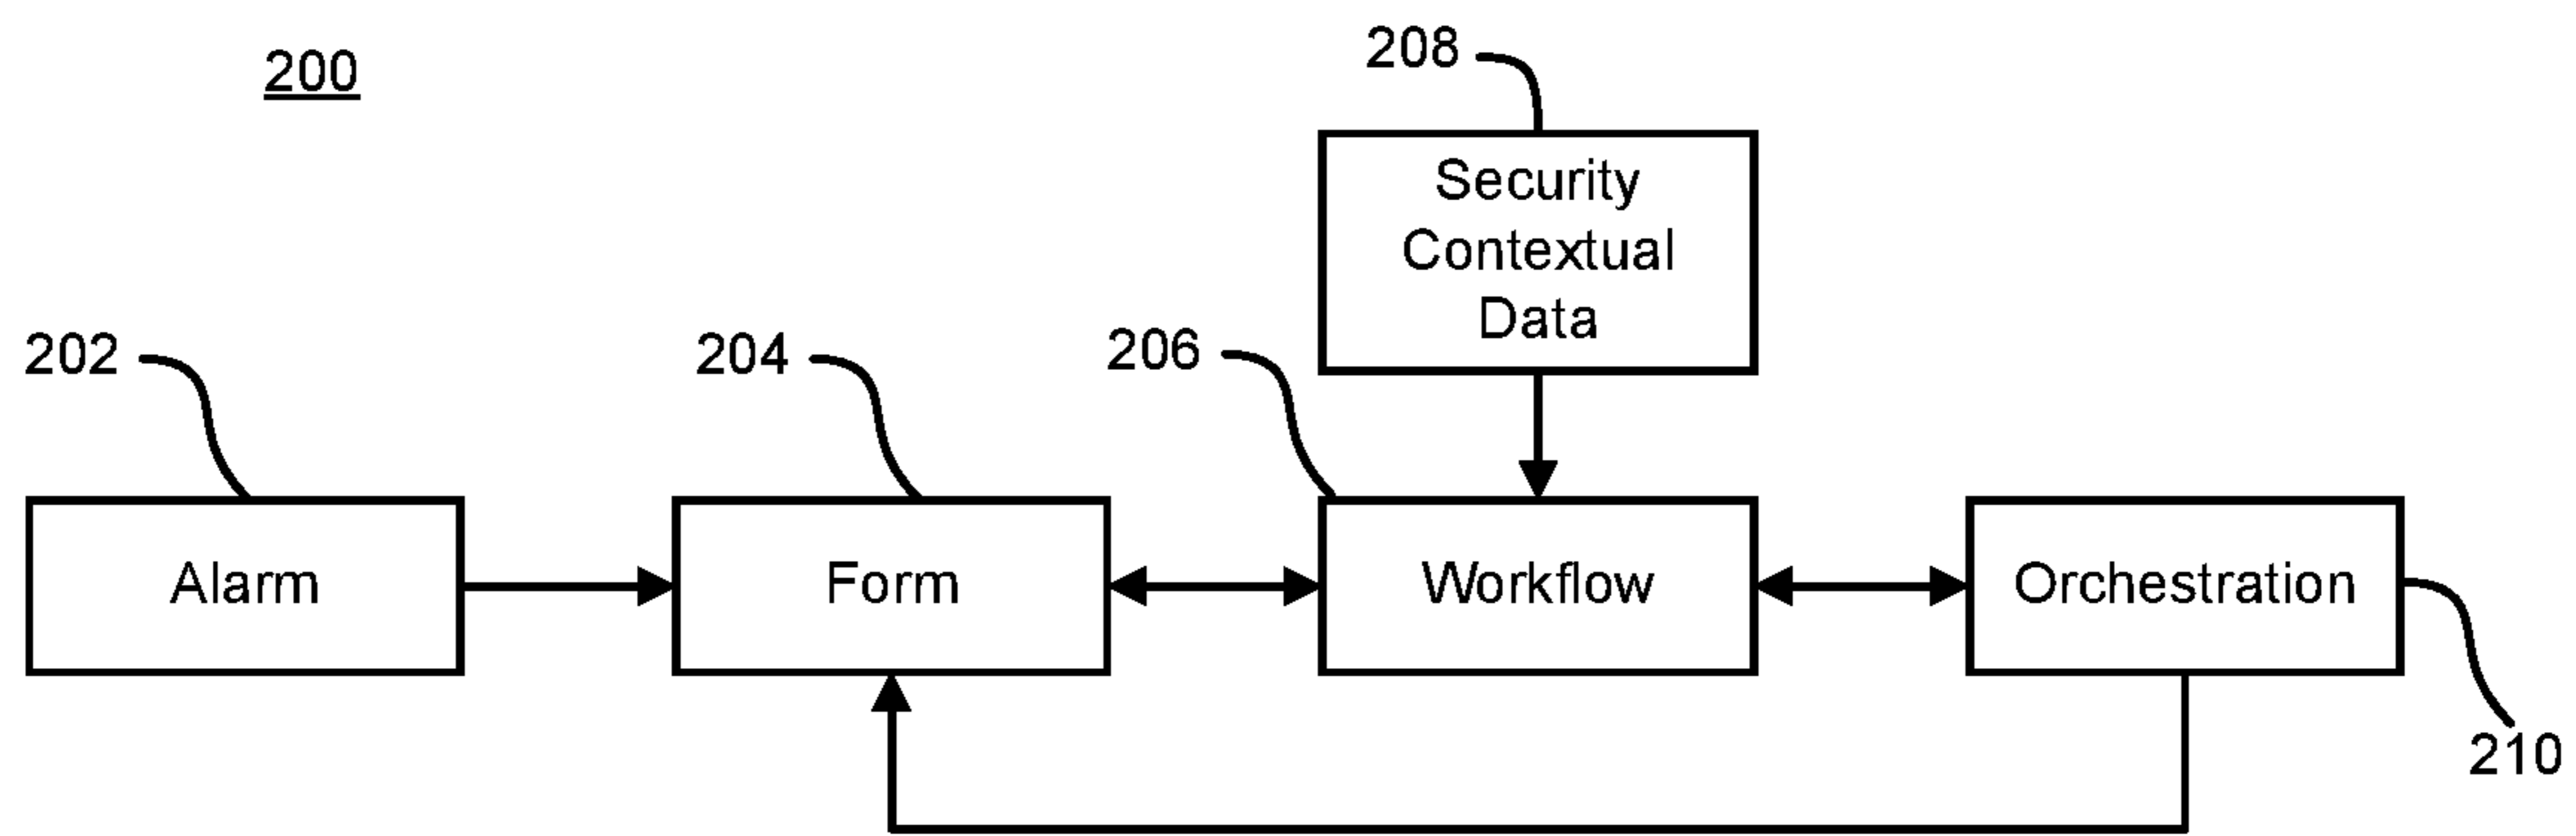 200
208
Security
Contextual
Data
202
204
206
Alarm
Form
Workflow
Orchestration
210